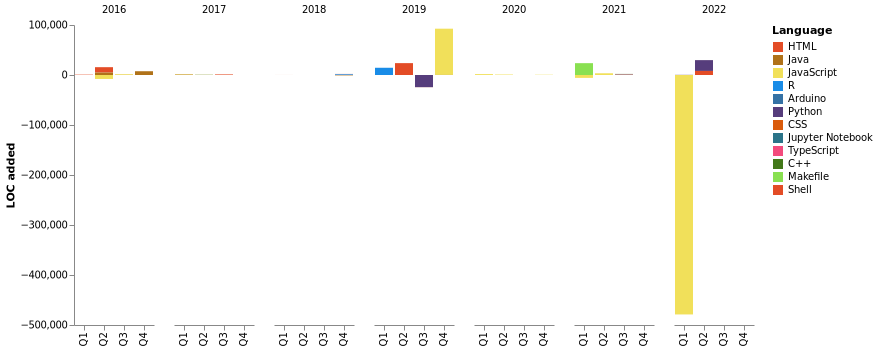 2016 2017 2018 2019 2020 2021 2022
LOC added
100,000
0
−100,000
−200,000
−300,000
−400,000
−500,000
Q1 Q2 Q3 Q4 Q1 Q2 Q3 Q4 Q1 Q2 Q3 Q4 Q1 Q2 Q3 Q4 Q1 Q2 Q3 Q4 Q1 Q2 Q3 Q4 Q1 Q2 Q3 Q4
Language
HTML
Java
JavaScript
R
Arduino
Python
CSS
Jupyter Notebook
TypeScript
C++
Makefile
Shell